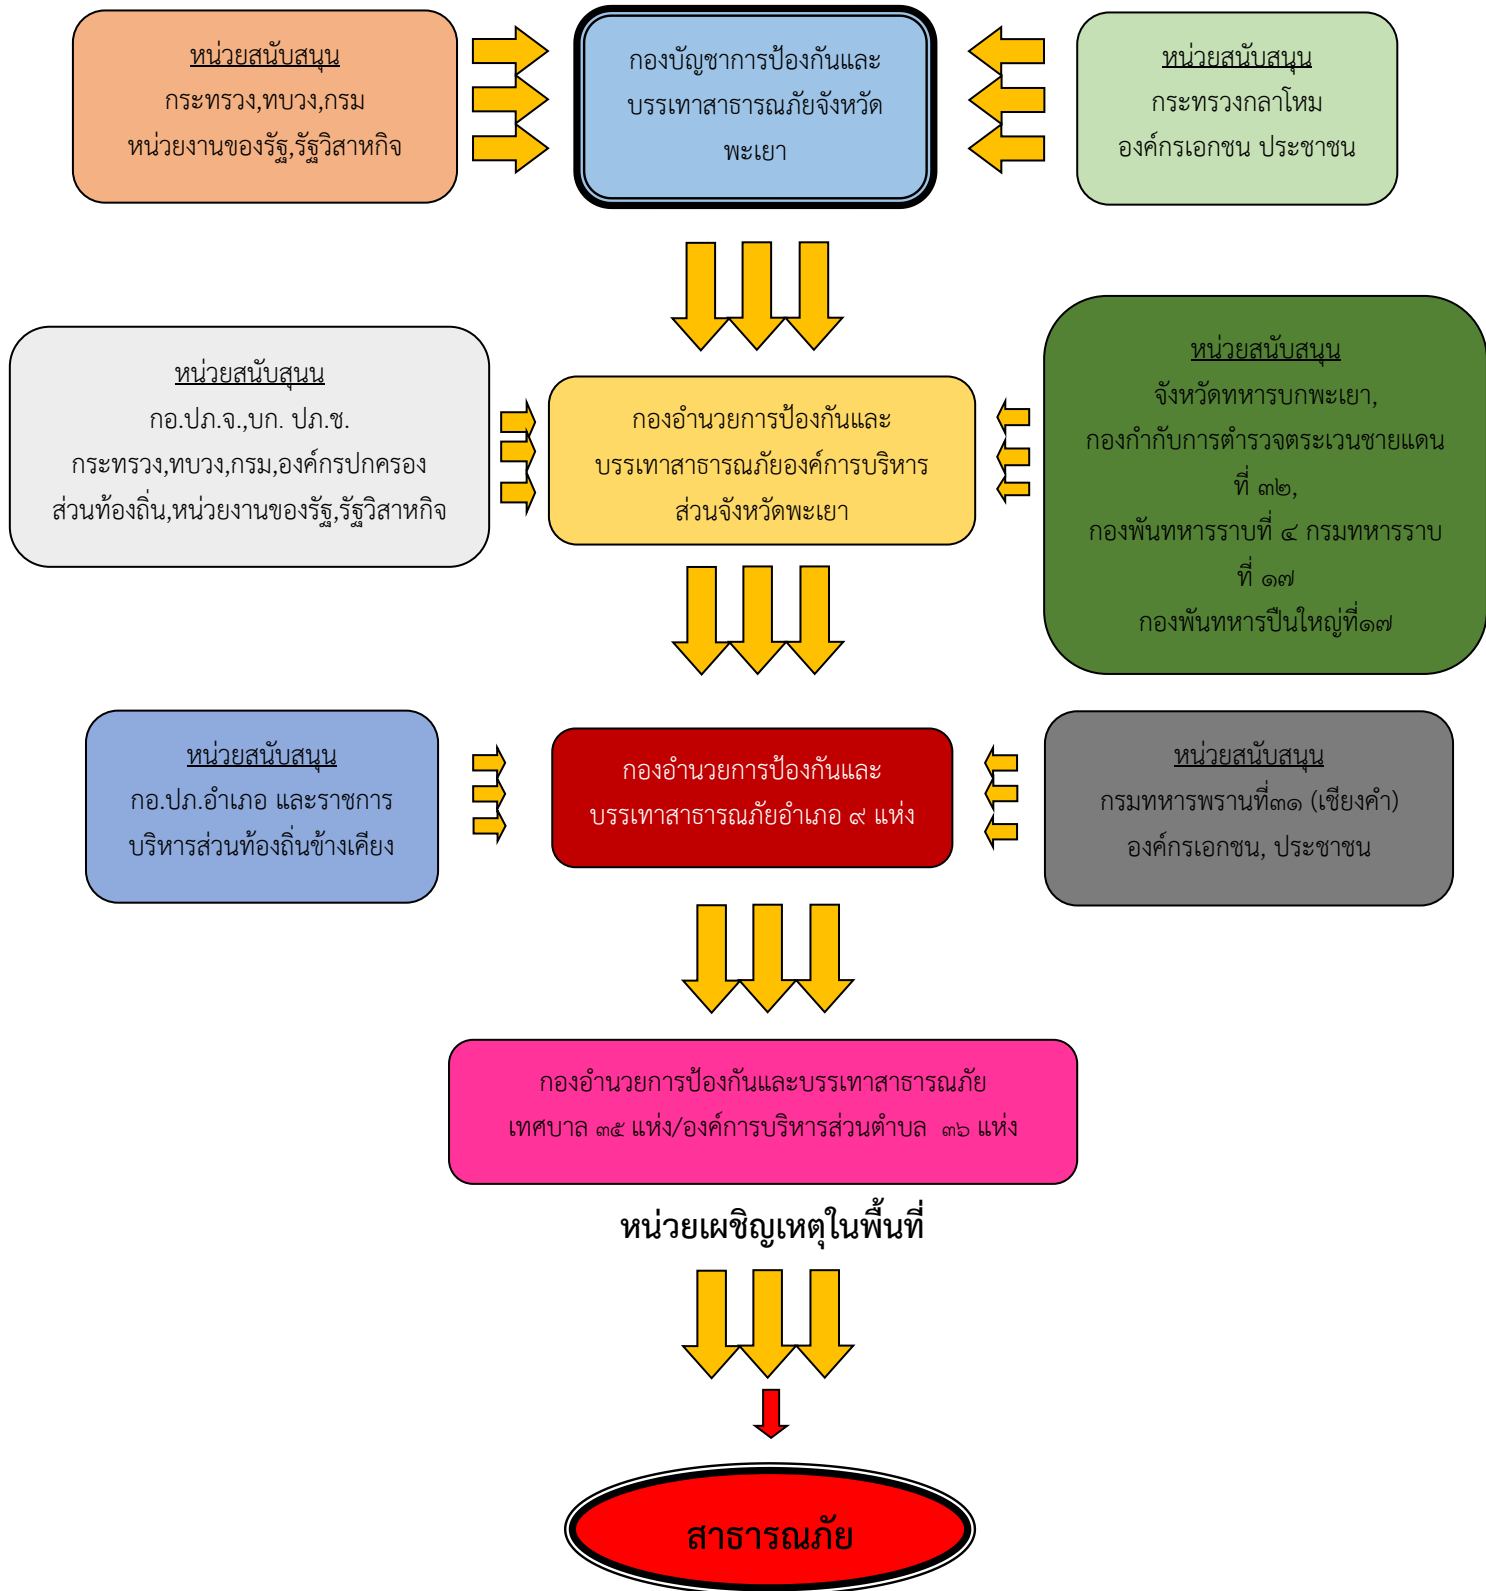 หน่วยสนับสนุน
กระทรวง,ทบวง,กรม
หน่วยงานของรัฐ,รัฐวิสาหกิจ
กองบัญชาการป้องกันและ
บรรเทาสาธารณภัยจังหวัด
พะเยา
หน่วยสนับสนุน
กระทรวงกลาโหม
องค์กรเอกชน ประชาชน
หน่วยสนับสุนน
กอ.ปภ.จ.,บก. ปภ.ช.
กระทรวง,ทบวง,กรม,องค์กรปกครอง
ส่วนท้องถิ่น,หน่วยงานของรัฐ,รัฐวิสาหกิจ
กองอำนวยการป้องกันและ
บรรเทาสาธารณภัยองค์การบริหาร
ส่วนจังหวัดพะเยา
หน่วยสนับสนุน
จังหวัดทหารบกพะเยา,
กองกำกับการตำรวจตระเวนชายแดน
ที่ ๓๒,
กองพันทหารราบที่ ๔ กรมทหารราบ
ที่ ๑๗
กองพันทหารปืนใหญ่ที่๑๗
หน่วยสนับสนุน
กอ.ปภ.อำเภอ และราชการ
บริหารส่วนท้องถิ่นข้างเคียง
กองอำนวยการป้องกันและ
บรรเทาสาธารณภัยอำเภอ ๙ แห่ง
หน่วยสนับสนุน
กรมทหารพรานที่๓๑ (เชียงคำ)
องค์กรเอกชน, ประชาชน
กองอำนวยการป้องกันและบรรเทาสาธารณภัย
เทศบาล ๓๕ แห่ง/องค์การบริหารส่วนตำบล ๓๖ แห่ง
หน่วยเผชิญเหตุในพื้นที่
สาธารณภัย